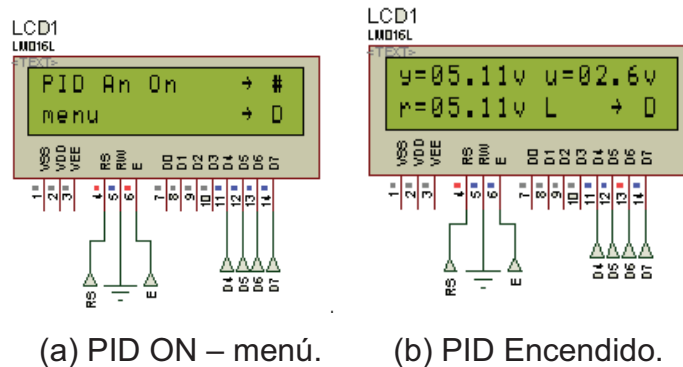 LCD1
LM016L
<TEXT>
PID An On → #
menu → D
VSS VDD VEE RS RW E D0 D1 D2 D3 D4 D5 D6 D7
1 2 3 4 5 6 7 8 9 10 11 12 13 14
RS E D4 D5 D6 D7
(a) PID ON – menú.
LCD1
LM016L
<TEXT>
y=05.11v u=02.6v
r=05.11v L → D
VSS VDD VEE RS RW E D0 D1 D2 D3 D4 D5 D6 D7
1 2 3 4 5 6 7 8 9 10 11 12 13 14
RS E D4 D5 D6 D7
(b) PID Encendido.